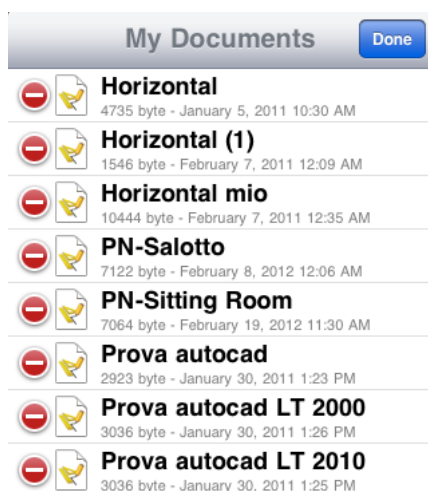 My Documents
Done
Horizontal
4735 byte - January 5, 2011 10:30 AM
Horizontal (1)
1546 byte - February 7, 2011 12:09 AM
Horizontal mio
10444 byte - February 7, 2011 12:35 AM
PN-Salotto
7122 byte - February 8, 2012 12:06 AM
PN-Sitting Room
7064 byte - February 19, 2012 11:30 AM
Prova autocad
2923 byte - January 30, 2011 1:23 PM
Prova autocad LT 2000
3036 byte - January 30, 2011 1:26 PM
Prova autocad LT 2010
3036 byte - January 30, 2011 1:25 PM